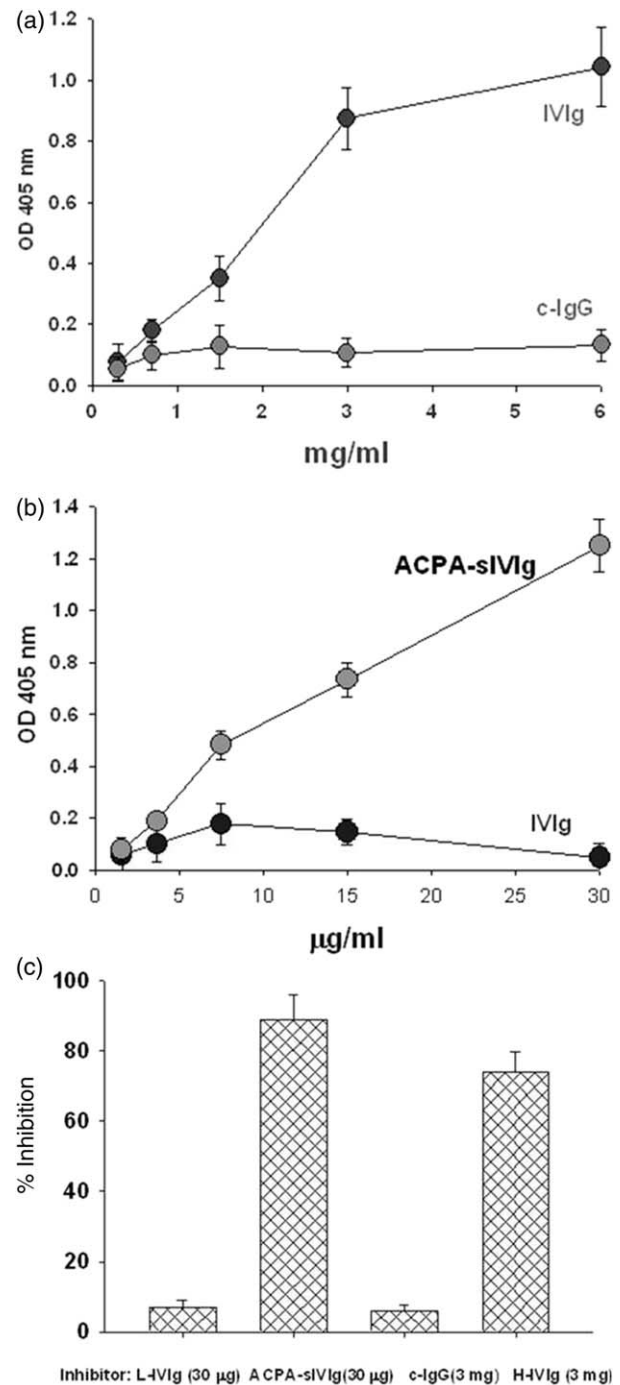 (a)
1.2
1.0
0.8
0.6
0.4
0.2
0.0
OD 405 nm
IVIg
c-IgG
0 1 2 3 4 5 6
mg/ml
(b)
1.4
1.2
1.0
0.8
0.6
0.4
0.2
0.0
OD 405 nm
ACPA-sIVIg
IVIg
0 5 10 15 20 25 30
µg/ml
(c)
100
80
60
40
20
0
% Inhibition
Inhibitor: L-IVIg (30 µg) ACPA-sIVIg(30 µg) c-IgG(3 mg) H-IVIg (3 mg)